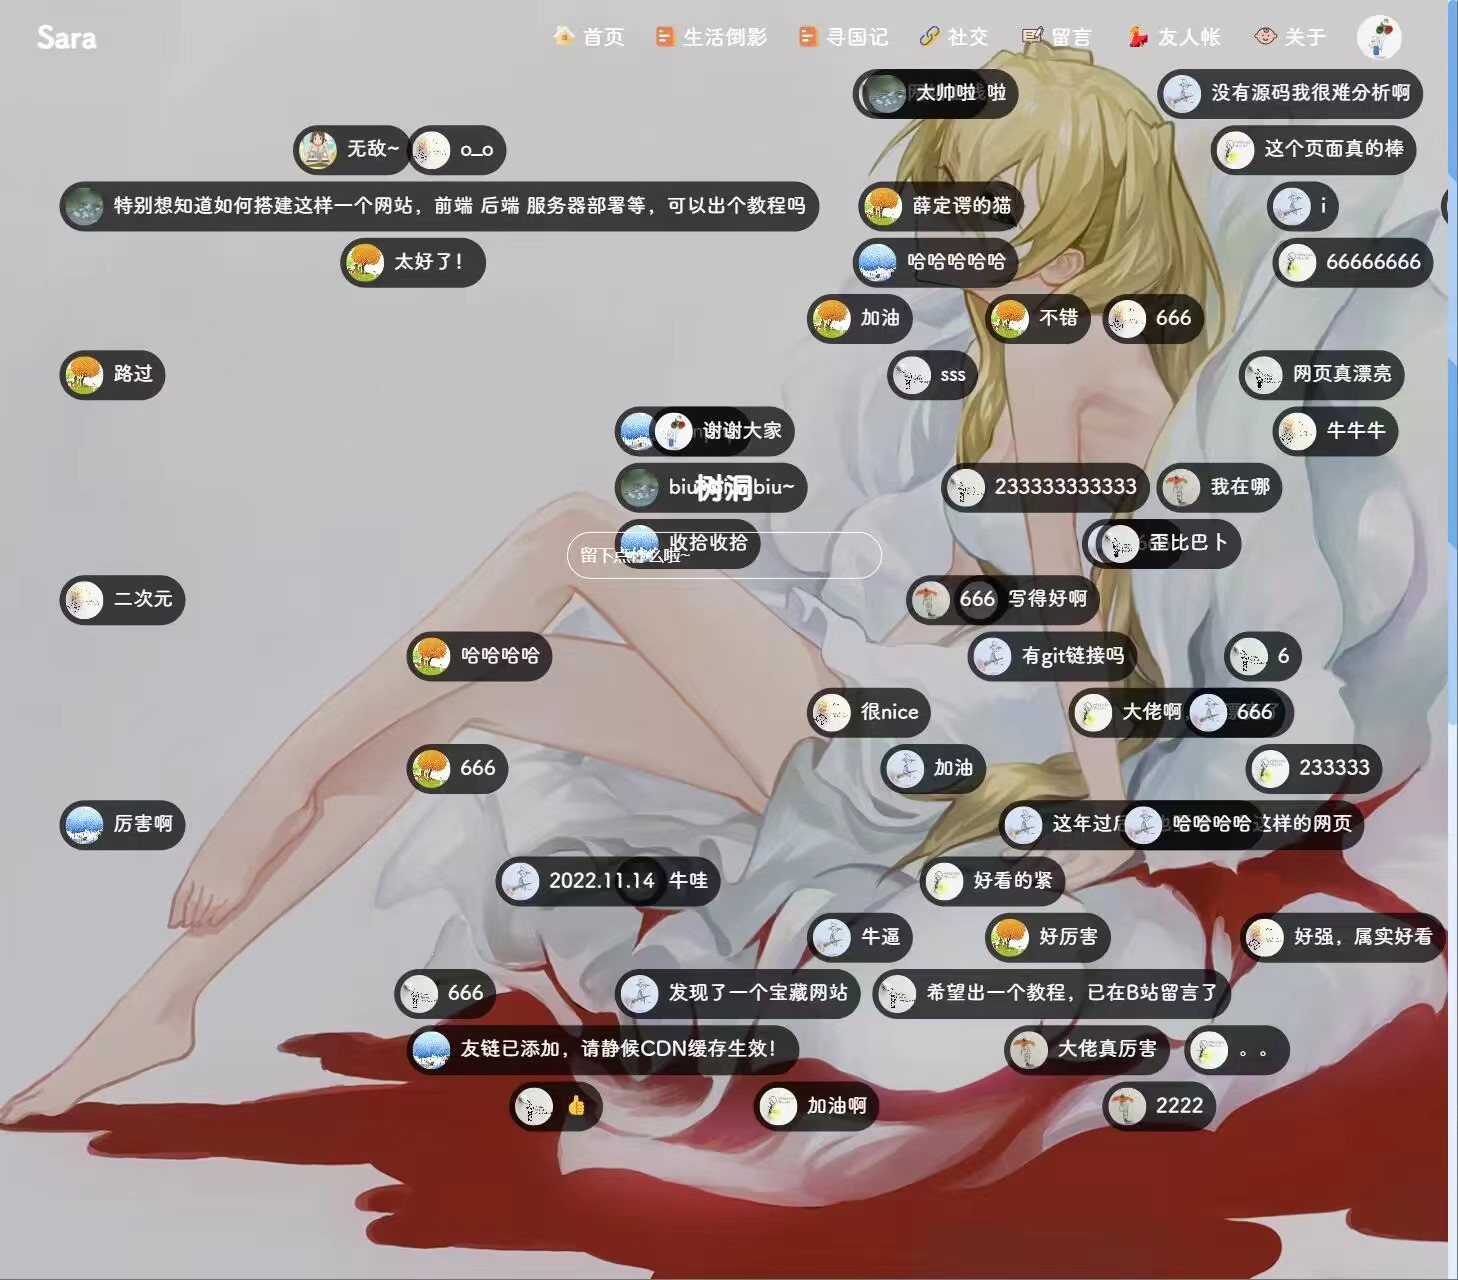 Sara
首页 生活倒影 寻国记 社交 留言 友人帐 关于
太帅啦 啦
没有源码我很难分析啊
无敌~
o_o
这个页面真的棒
特别想知道如何搭建这样一个网站，前端 后端 服务器部署等，可以出个教程吗
薛定谔的猫
i
太好了！
哈哈哈哈哈
66666666
加油
不错
666
路过
sss
网页真漂亮
谢谢大家
牛牛牛
biu biu~
树洞
233333333333
我在哪
留下点什么啦~
收拾收拾
歪比巴卜
二次元
666
写得好啊
哈哈哈哈
有git链接吗
6
很nice
大佬啊，
666
666
加油
233333
厉害啊
这年过后
哈哈哈哈
这样的网页
2022.11.14
牛哇
好看的紧
牛逼
好厉害
好强，属实好看
666
发现了一个宝藏网站
希望出一个教程，已在B站留言了
友链已添加，请静候CDN缓存生效！
大佬真厉害
。。
👍
加油啊
2222